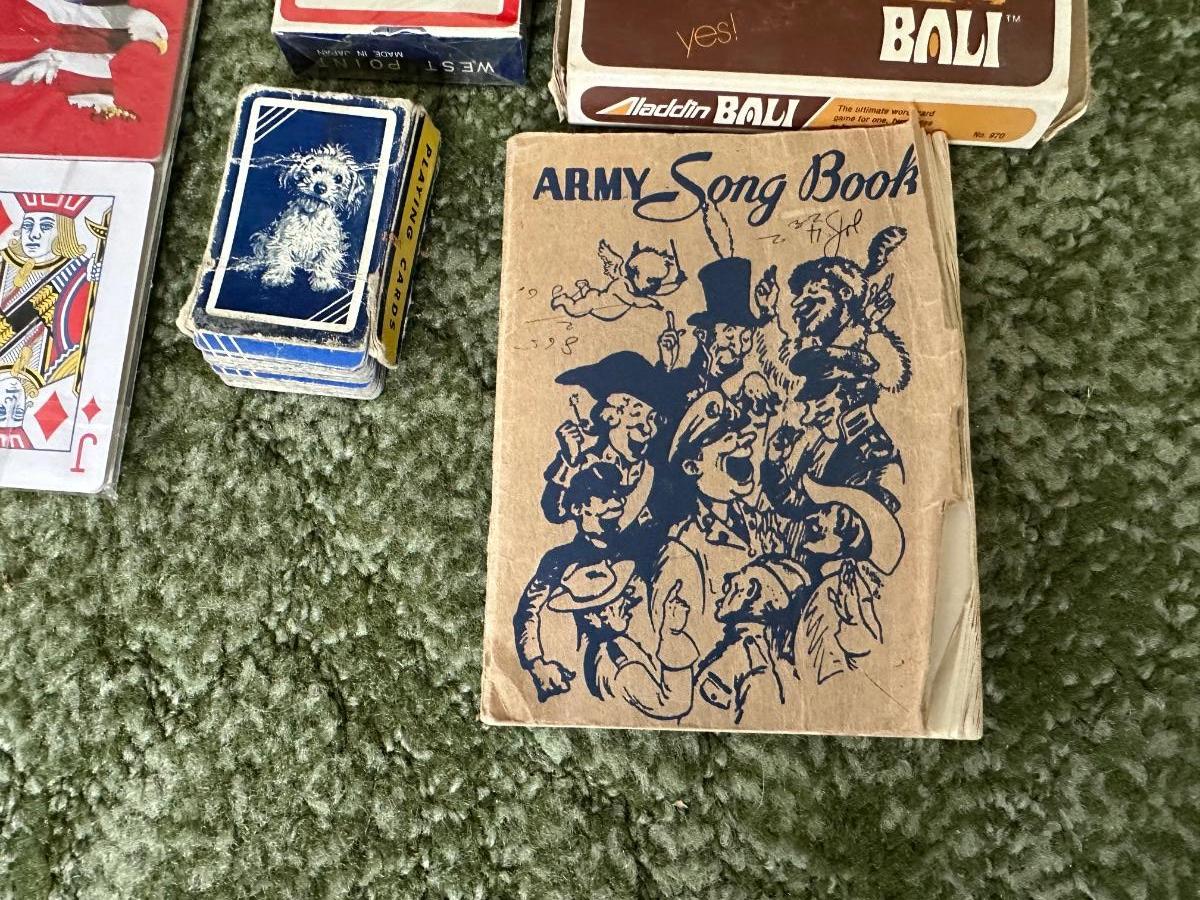 WEST POINT
MADE IN JAPAN
yes!
BALI™
Aladdin BALI
The ultimate word card
game for one,
No. 970
PLAYING CARDS
ARMY Song Book
J